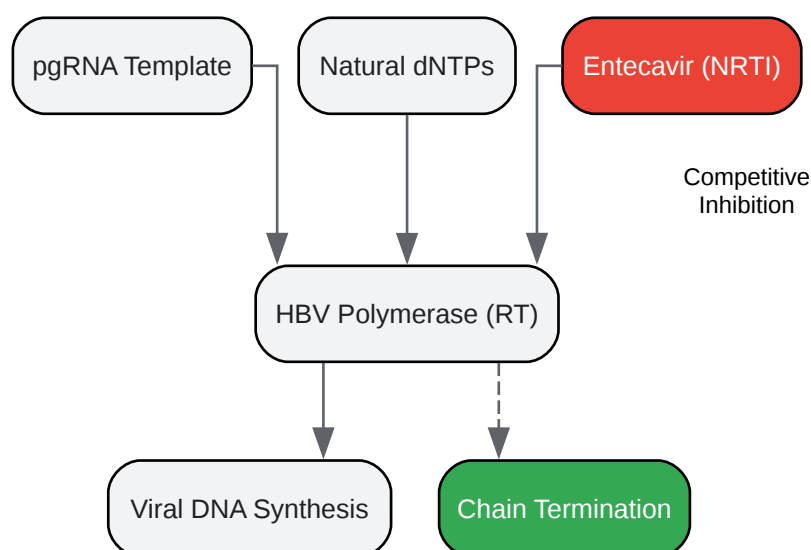 pgRNA Template
Natural dNTPs
Entecavir (NRTI)
Competitive
Inhibition
HBV Polymerase (RT)
Viral DNA Synthesis
Chain Termination